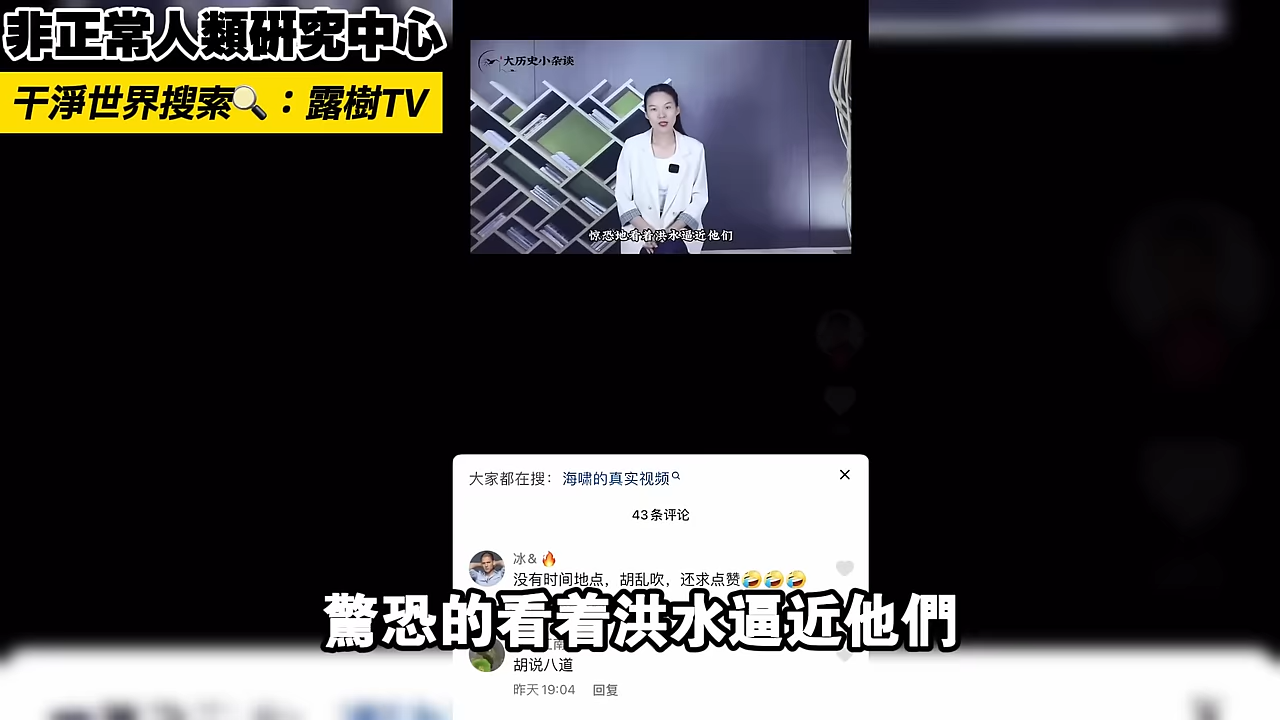 非正常人類研究中心
干淨世界搜索🔍：露樹TV
大历史小杂谈
惊恐地看着洪水逼近他们
大家都在搜：海啸的真实视频
43条评论
冰&🔥
没有时间地点，胡乱吹，还求点赞🤣🤣🤣
驚恐的看着洪水逼近他們
胡说八道
昨天 19:04 回复